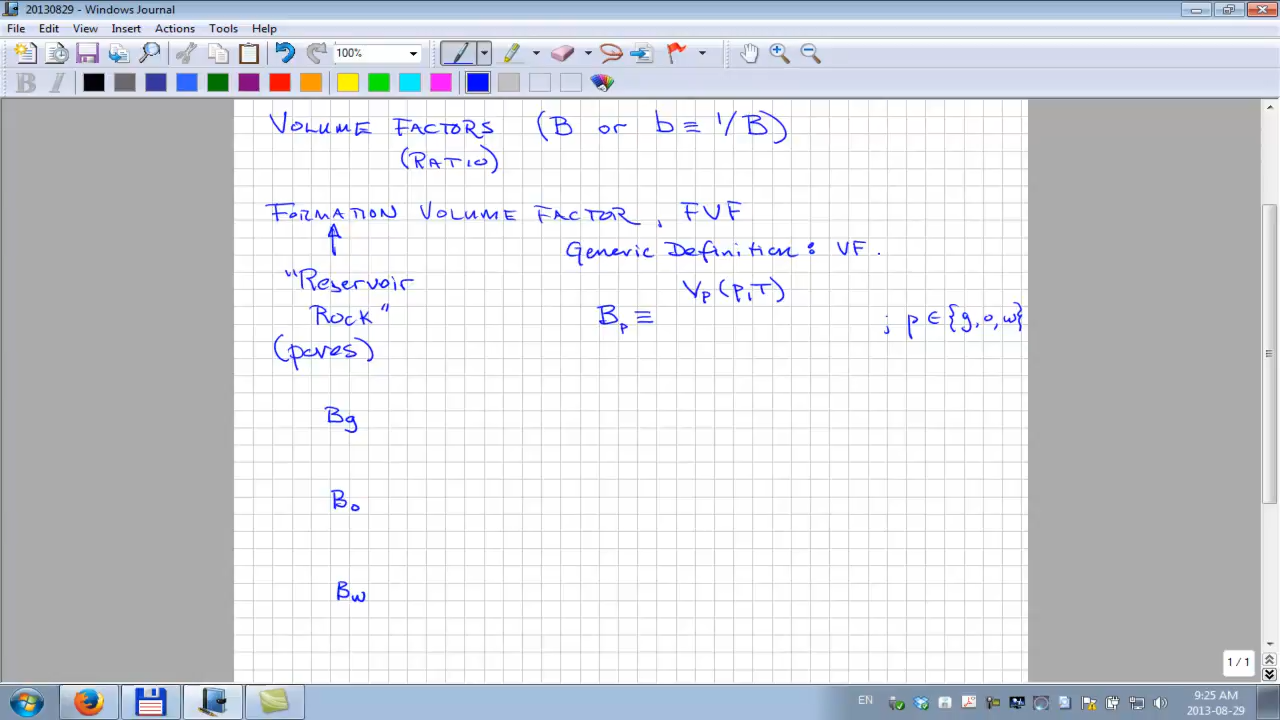 20130829 - Windows Journal
File Edit View Insert Actions Tools Help
100%
B I
VOLUME FACTORS (B or b ≡ 1/B)
(RATIO)
FORMATION VOLUME FACTOR, FVF
Generic Definition: VF.
"Reservoir
Rock"
(pores)
Vp (p,T)
Bp ≡ ; p ∈ {g, o, w}
Bg
Bo
Bw
1 / 1
EN
9:25 AM
2013-08-29